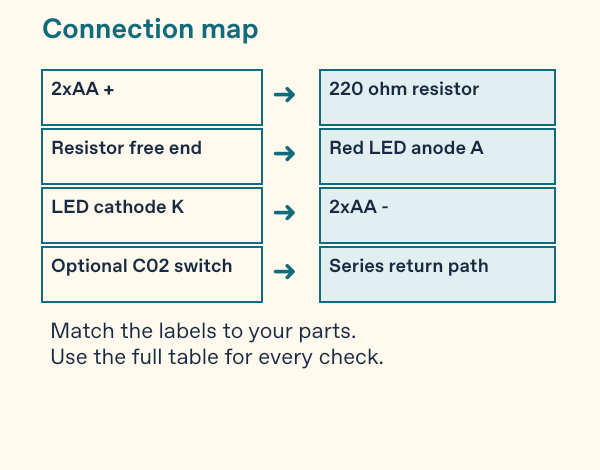 Connection map
2xAA + ➜ 220 ohm resistor
Resistor free end ➜ Red LED anode A
LED cathode K ➜ 2xAA -
Optional C02 switch ➜ Series return path
Match the labels to your parts.
Use the full table for every check.